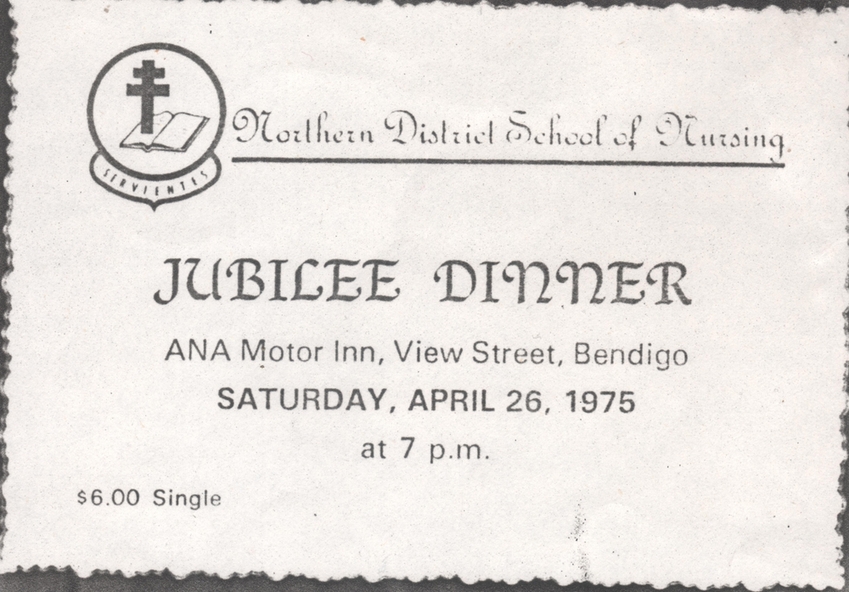 Northern District School of Nursing.
SERVIENTES
JUBILEE DINNER
ANA Motor Inn, View Street, Bendigo
SATURDAY, APRIL 26, 1975
at 7 p.m.
$6.00 Single